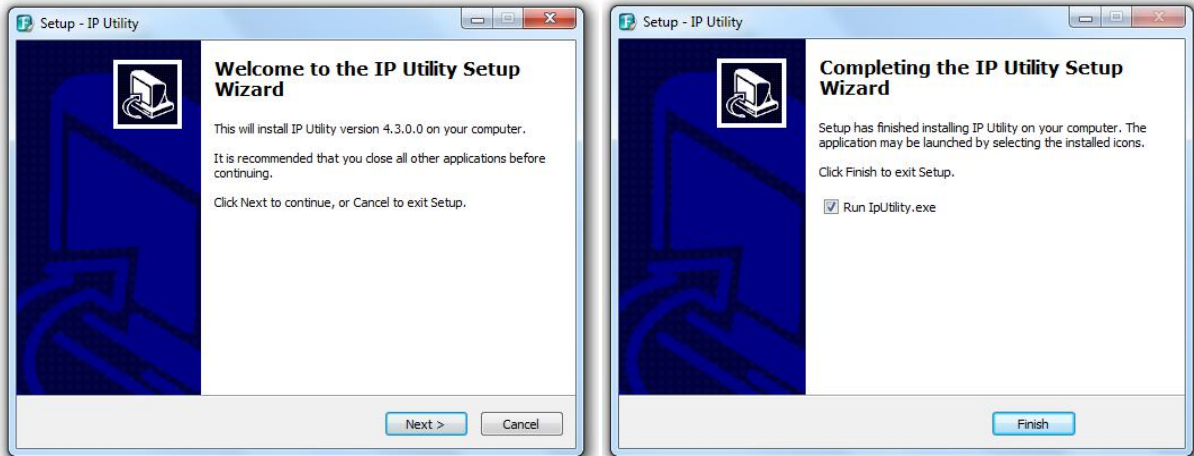 Setup - IP Utility
Welcome to the IP Utility Setup
Wizard
This will install IP Utility version 4.3.0.0 on your computer.
It is recommended that you close all other applications before
continuing.
Click Next to continue, or Cancel to exit Setup.
Next >
Cancel
Setup - IP Utility
Completing the IP Utility Setup
Wizard
Setup has finished installing IP Utility on your computer. The
application may be launched by selecting the installed icons.
Click Finish to exit Setup.
Run IpUtility.exe
Finish